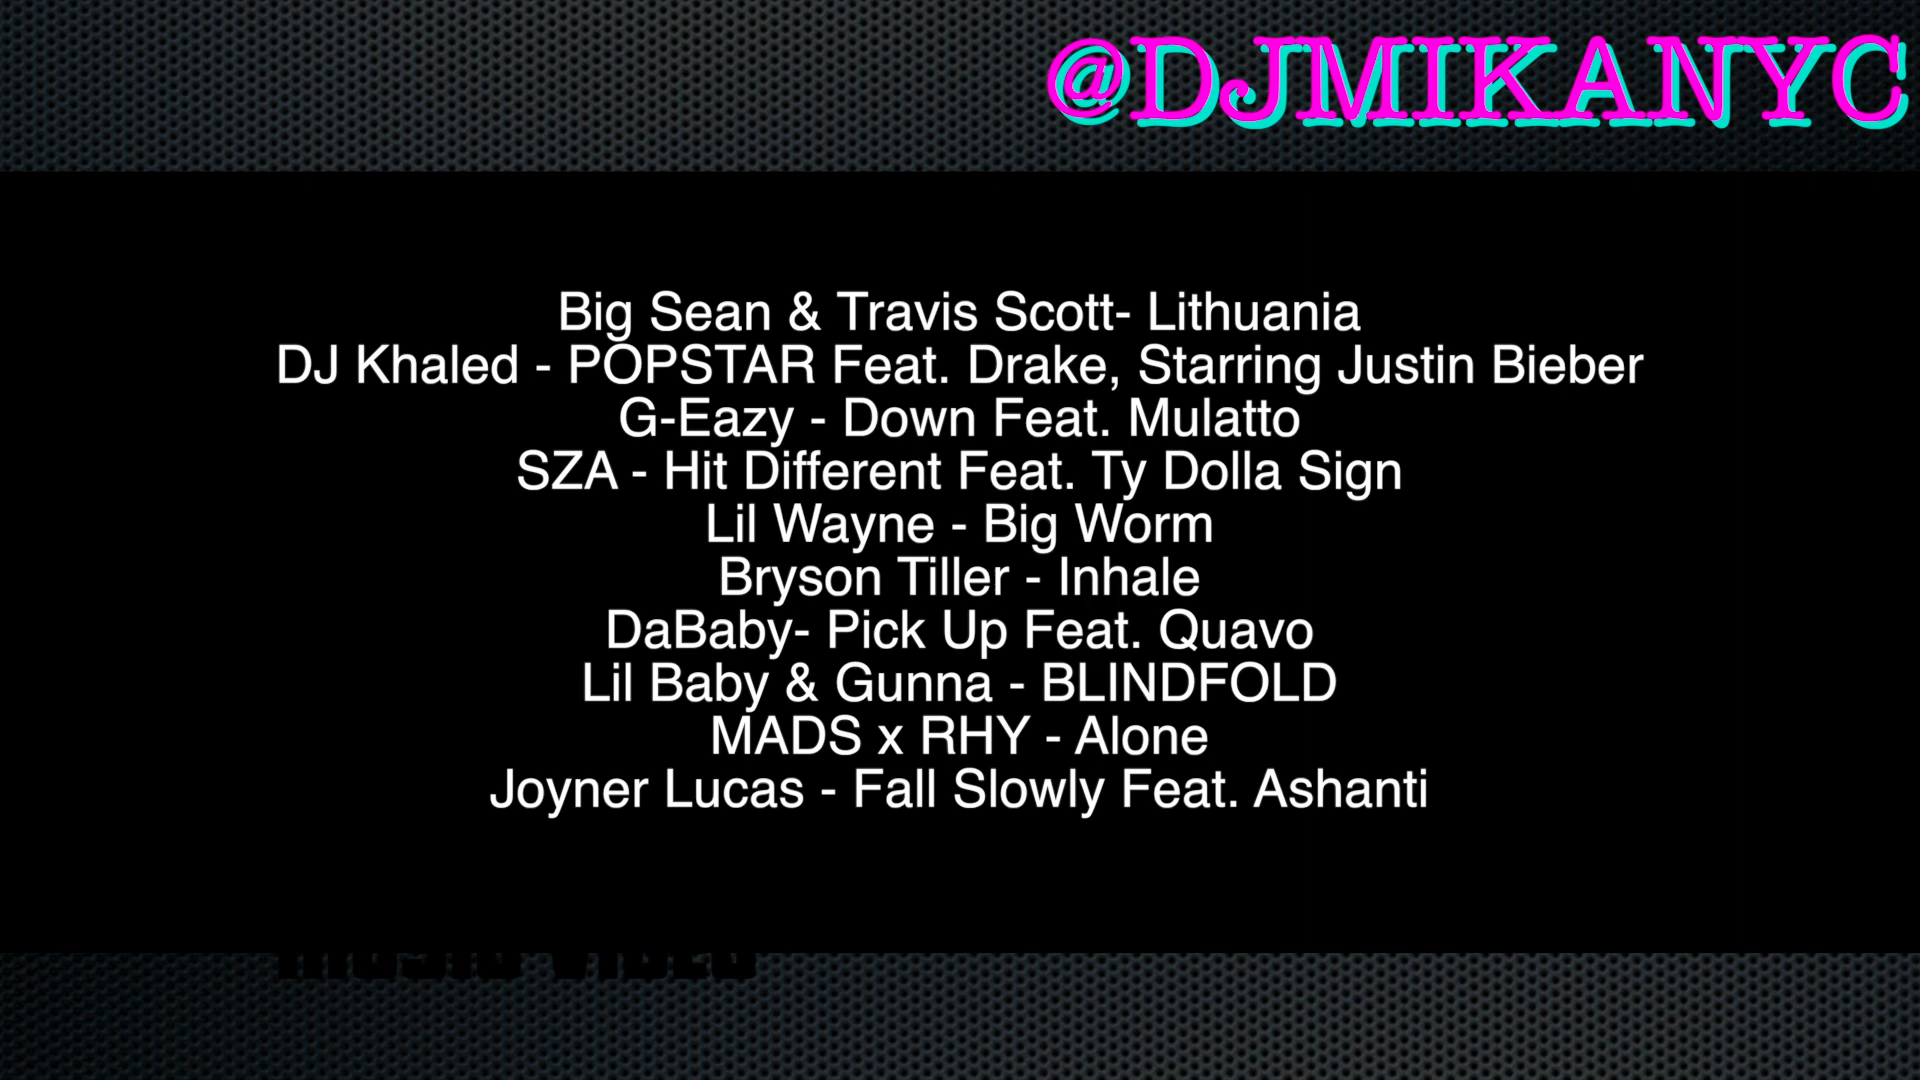 @DJMIKANYC
Big Sean & Travis Scott- Lithuania
DJ Khaled - POPSTAR Feat. Drake, Starring Justin Bieber
G-Eazy - Down Feat. Mulatto
SZA - Hit Different Feat. Ty Dolla Sign
Lil Wayne - Big Worm
Bryson Tiller - Inhale
DaBaby- Pick Up Feat. Quavo
Lil Baby & Gunna - BLINDFOLD
MADS x RHY - Alone
Joyner Lucas - Fall Slowly Feat. Ashanti